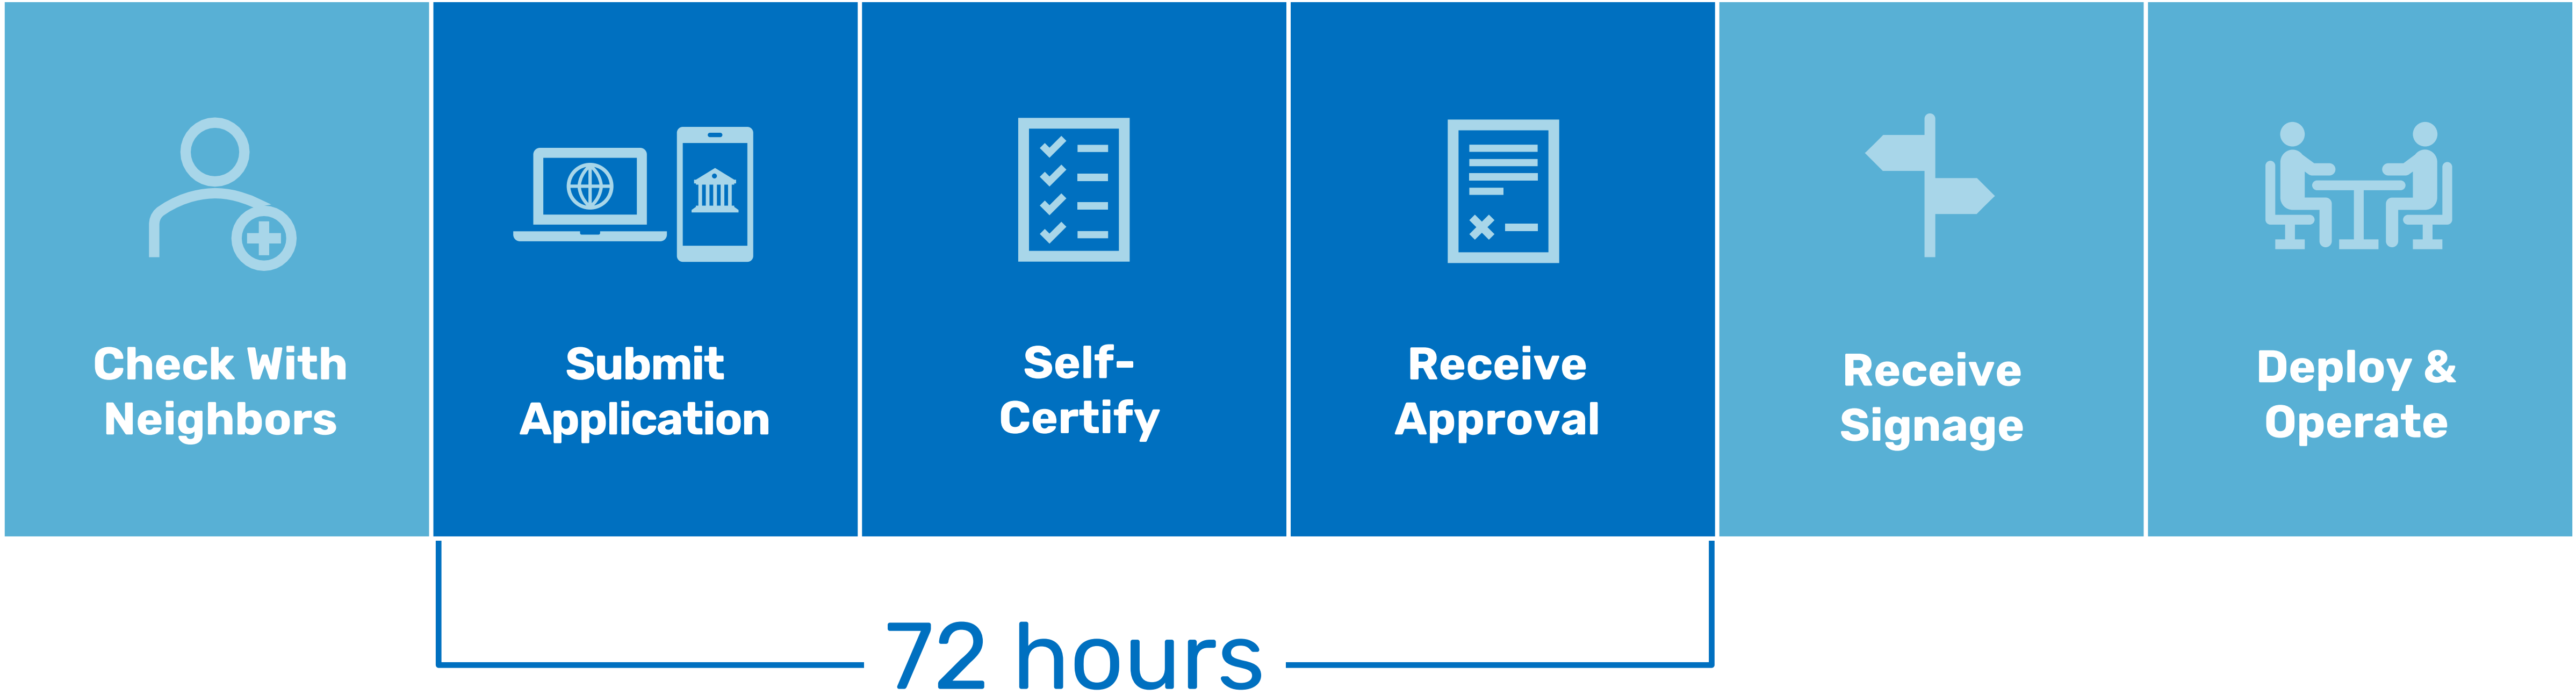 Check With
Neighbors
Submit
Application
Self-
Certify
Receive
Approval
Receive
Signage
Deploy &
Operate
72 hours